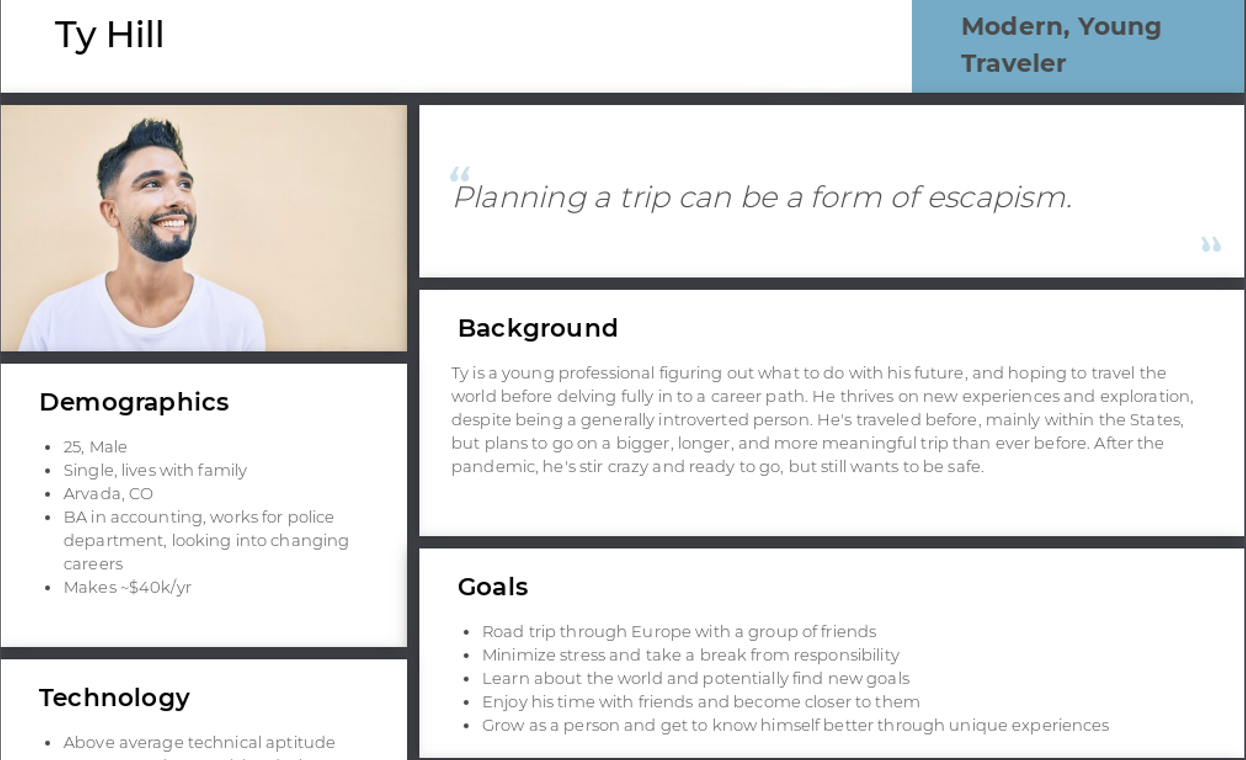 Ty Hill
Modern, Young
Traveler
“Planning a trip can be a form of escapism.
”
Demographics
• 25, Male
• Single, lives with family
• Arvada, CO
• BA in accounting, works for police
department, looking into changing
careers
• Makes ~$40k/yr
Technology
• Above average technical aptitude
Background
Ty is a young professional figuring out what to do with his future, and hoping to travel the
world before delving fully in to a career path. He thrives on new experiences and exploration,
despite being a generally introverted person. He's traveled before, mainly within the States,
but plans to go on a bigger, longer, and more meaningful trip than ever before. After the
pandemic, he's stir crazy and ready to go, but still wants to be safe.
Goals
• Road trip through Europe with a group of friends
• Minimize stress and take a break from responsibility
• Learn about the world and potentially find new goals
• Enjoy his time with friends and become closer to them
• Grow as a person and get to know himself better through unique experiences